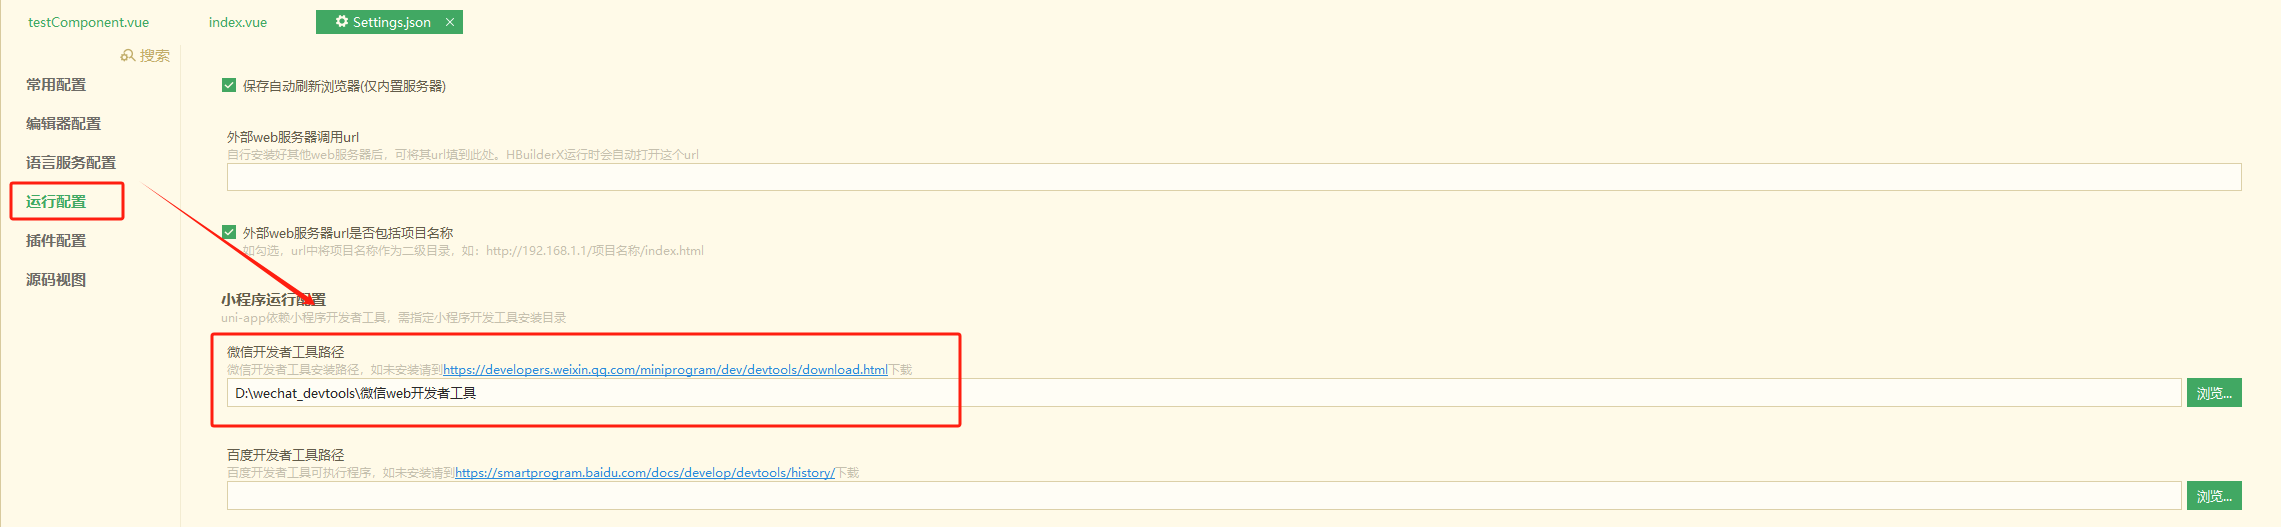 testComponent.vue
index.vue
Settings.json
搜索
常用配置
编辑器配置
语言服务配置
运行配置
插件配置
源码视图
保存自动刷新浏览器(仅内置服务器)
外部web服务器调用url
自行安装好其他web服务器后，可将其url填到此处。HBuilderX运行时会自动打开这个url
外部web服务器url是否包括项目名称
如勾选，url中将项目名称作为二级目录，如：http://192.168.1.1/项目名称/index.html
小程序运行配置
uni-app依赖小程序开发者工具，需指定小程序开发工具安装目录
微信开发者工具路径
微信开发者工具安装路径，如未安装请到https://developers.weixin.qq.com/miniprogram/dev/devtools/download.html下载
D:\wechat_devtools\微信web开发者工具
浏览...
百度开发者工具路径
百度开发者工具可执行程序，如未安装请到https://smartprogram.baidu.com/docs/develop/devtools/history/下载
浏览...